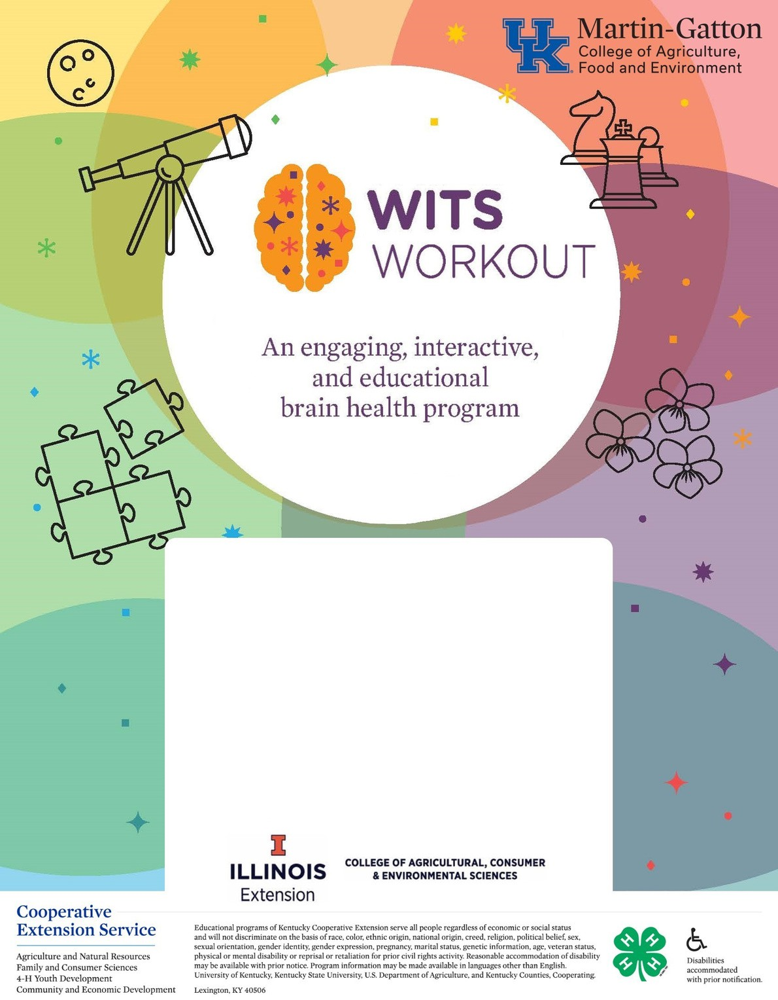 UK
Martin-Gatton
College of Agriculture,
Food and Environment
WITS
WORKOUT
An engaging, interactive,
and educational
brain health program
I
ILLINOIS
Extension
COLLEGE OF AGRICULTURAL, CONSUMER
& ENVIRONMENTAL SCIENCES
Cooperative
Extension Service
Agriculture and Natural Resources
Family and Consumer Sciences
4-H Youth Development
Community and Economic Development
Educational programs of Kentucky Cooperative Extension serve all people regardless of economic or social status
and will not discriminate on the basis of race, color, ethnic origin, national origin, creed, religion, political belief, sex,
sexual orientation, gender identity, gender expression, pregnancy, marital status, genetic information, age, veteran status,
physical or mental disability or reprisal or retaliation for prior civil rights activity. Reasonable accommodation of disability
may be available with prior notice. Program information may be made available in languages other than English.
University of Kentucky, Kentucky State University, U.S. Department of Agriculture, and Kentucky Counties, Cooperating.
Lexington, KY 40506
H H
H H
Disabilities
accommodated
with prior notification.